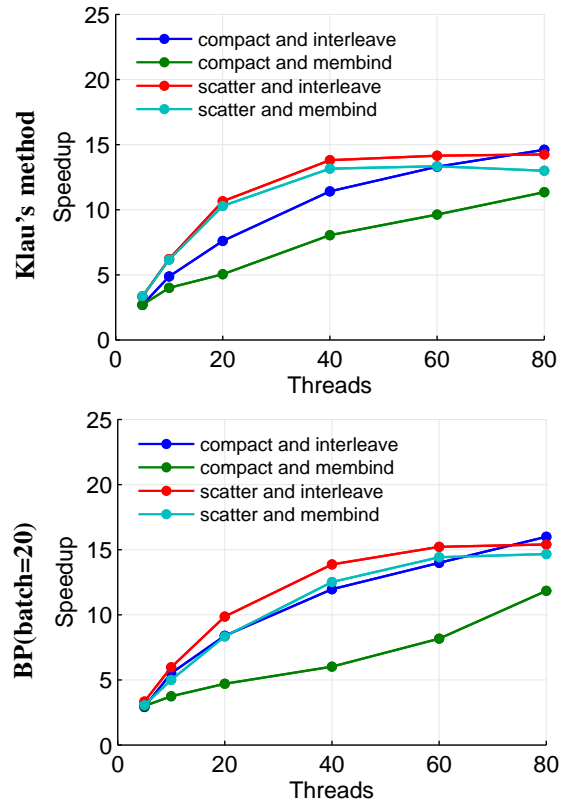 25
compact and interleave
compact and membind
20
scatter and interleave
scatter and membind
15
10
5
0
0
20
40
60
80
Threads
Speedup
Klau's method
25
compact and interleave
compact and membind
20
scatter and interleave
scatter and membind
15
10
5
0
0
20
40
60
80
Threads
Speedup
BP(batch=20)